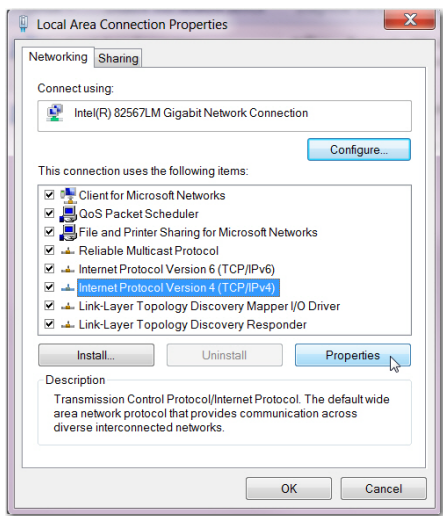 Local Area Connection Properties
Networking
Sharing
Connect using:
Intel(R) 82567LM Gigabit Network Connection
Configure...
This connection uses the following items:
Client for Microsoft Networks
QoS Packet Scheduler
File and Printer Sharing for Microsoft Networks
Reliable Multicast Protocol
Internet Protocol Version 6 (TCP/IPv6)
Internet Protocol Version 4 (TCP/IPv4)
Link-Layer Topology Discovery Mapper I/O Driver
Link-Layer Topology Discovery Responder
Install...
Uninstall
Properties
Description
Transmission Control Protocol/Internet Protocol. The default wide
area network protocol that provides communication across
diverse interconnected networks.
OK
Cancel